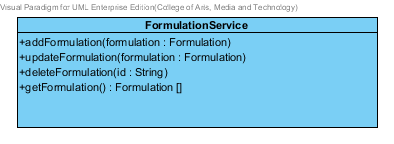 Visual Paradigm for UML Enterprise Edition(College of Arts, Media and Technology)
FormulationService
+addFormulation(formulation : Formulation)
+updateFormulation(formulation : Formulation)
+deleteFormulation(id : String)
+getFormulation() : Formulation []